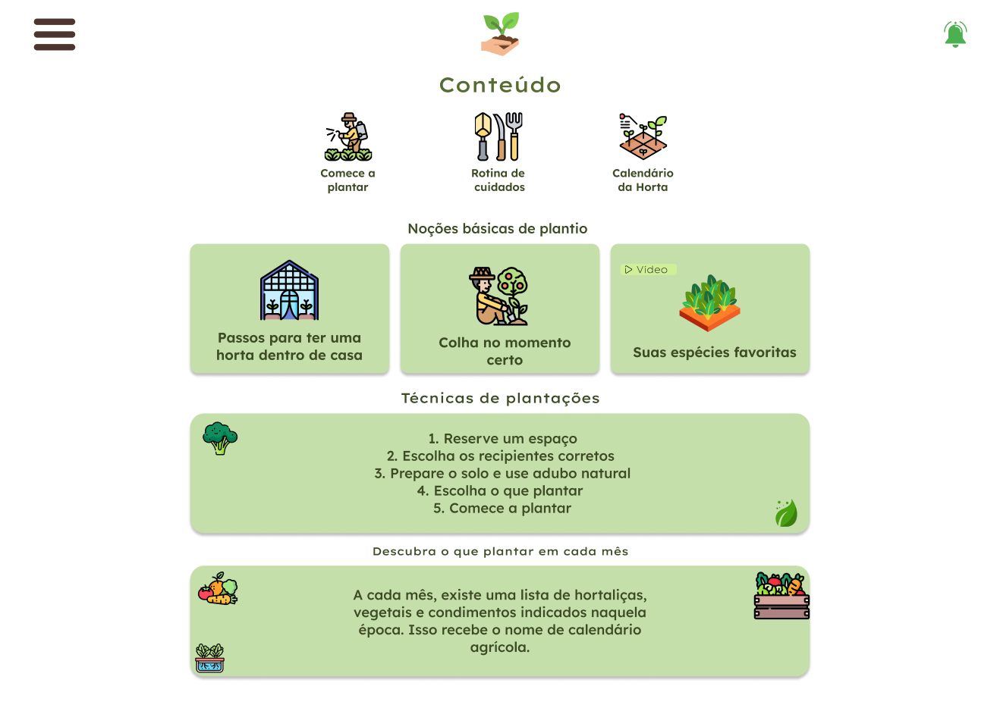 Conteúdo
Comece a
plantar
Rotina de
cuidados
Calendário
da Horta
Noções básicas de plantio
Passos para ter uma
horta dentro de casa
Colha no momento
certo
Vídeo
Suas espécies favoritas
Técnicas de plantações
1. Reserve um espaço
2. Escolha os recipientes corretos
3. Prepare o solo e use adubo natural
4. Escolha o que plantar
5. Comece a plantar
Descubra o que plantar em cada mês
A cada mês, existe uma lista de hortaliças,
vegetais e condimentos indicados naquela
época. Isso recebe o nome de calendário
agrícola.